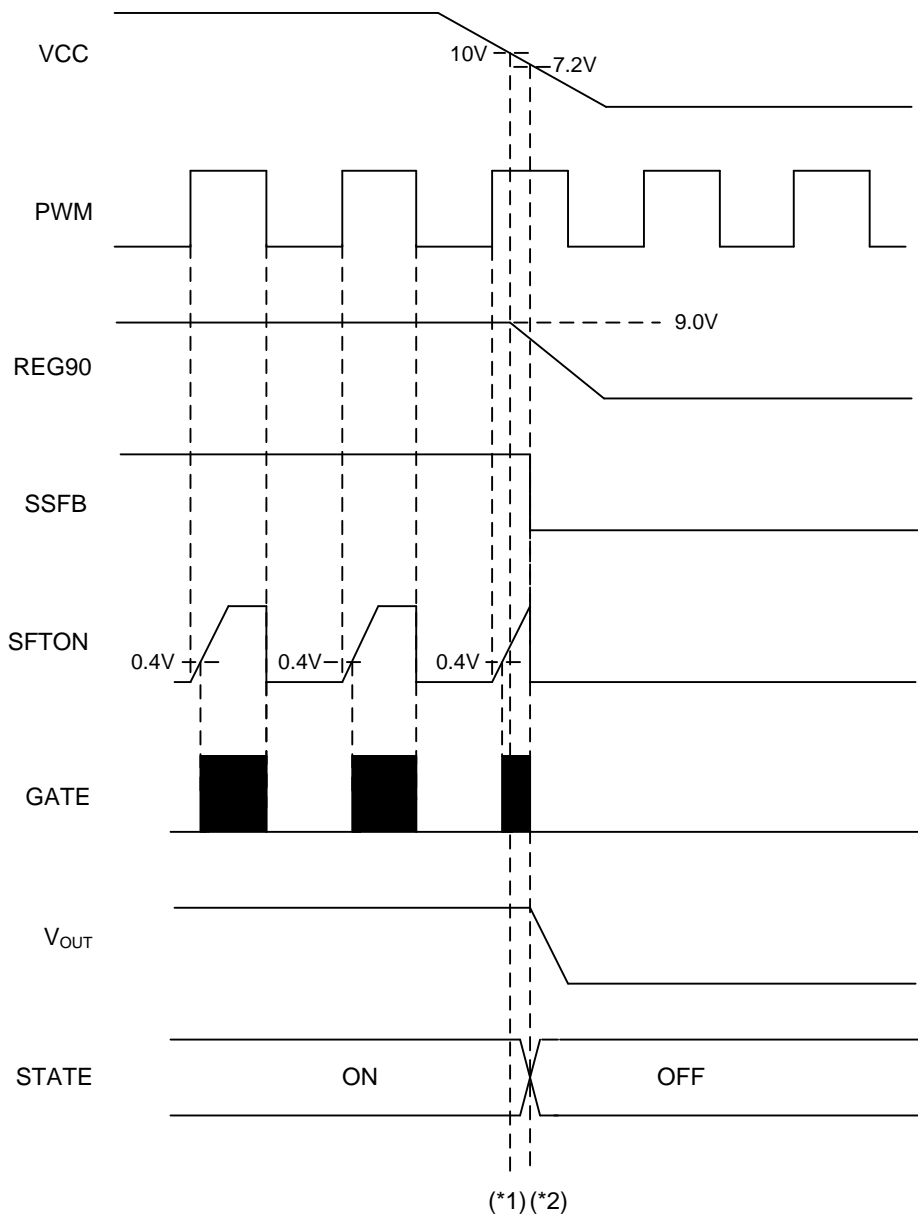 VCC
10V
7.2V
PWM
9.0V
REG90
SSFB
SFTON
0.4V 0.4V 0.4V
GATE
VOUT
STATE ON OFF
(*1) (*2)